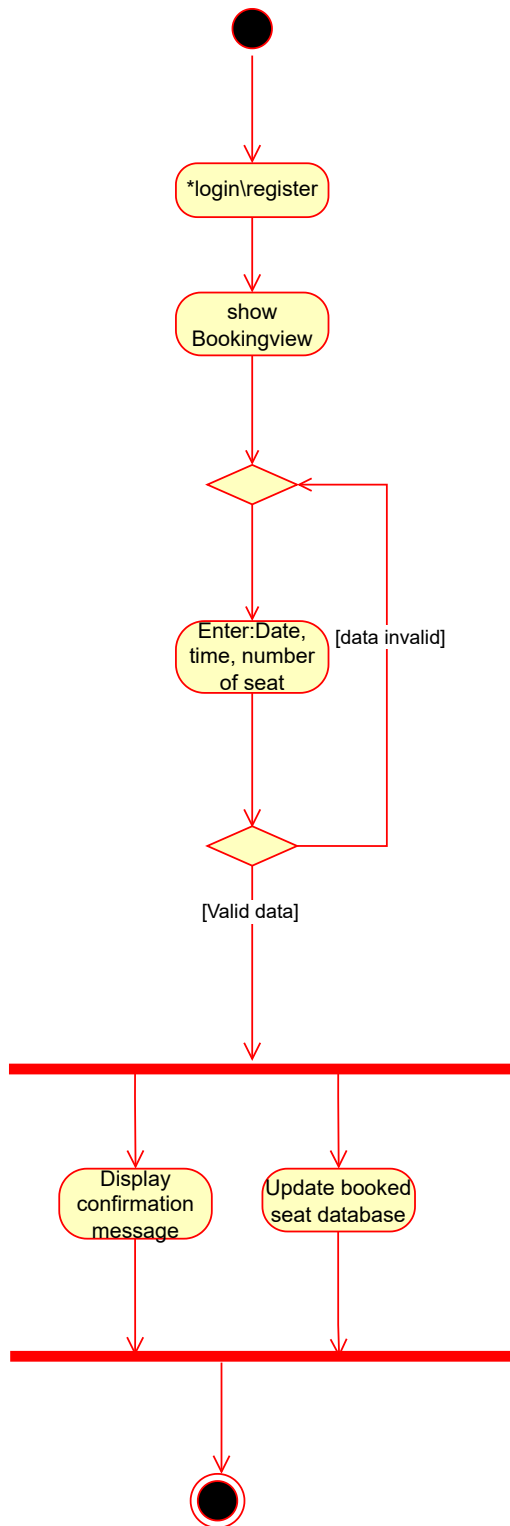 *login\register
show
Bookingview
Enter:Date,
time, number
of seat
[data invalid]
[Valid data]
Display
confirmation
message
Update booked
seat database